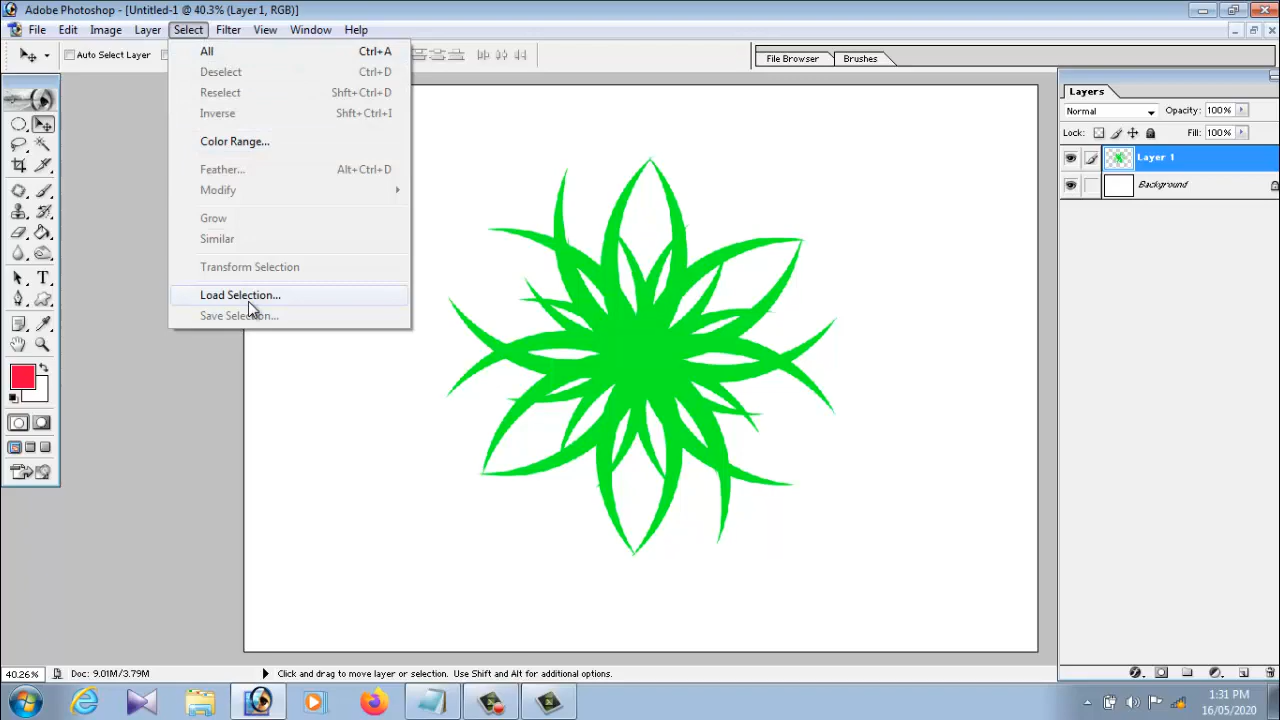 Adobe Photoshop - [Untitled-1 @ 40.3% (Layer 1, RGB)]
File Edit Image Layer Select Filter View Window Help
Auto Select Layer
File Browser Brushes
All Ctrl+A
Deselect Ctrl+D
Reselect Shft+Ctrl+D
Inverse Shft+Ctrl+I
Color Range...
Feather... Alt+Ctrl+D
Modify
Grow
Similar
Transform Selection
Load Selection...
Save Selection...
Layers
Normal Opacity: 100%
Lock: Fill: 100%
Layer 1
Background
T
40.26% Doc: 9.01M/3.79M Click and drag to move layer or selection. Use Shift and Alt for additional options.
1:31 PM
16/05/2020